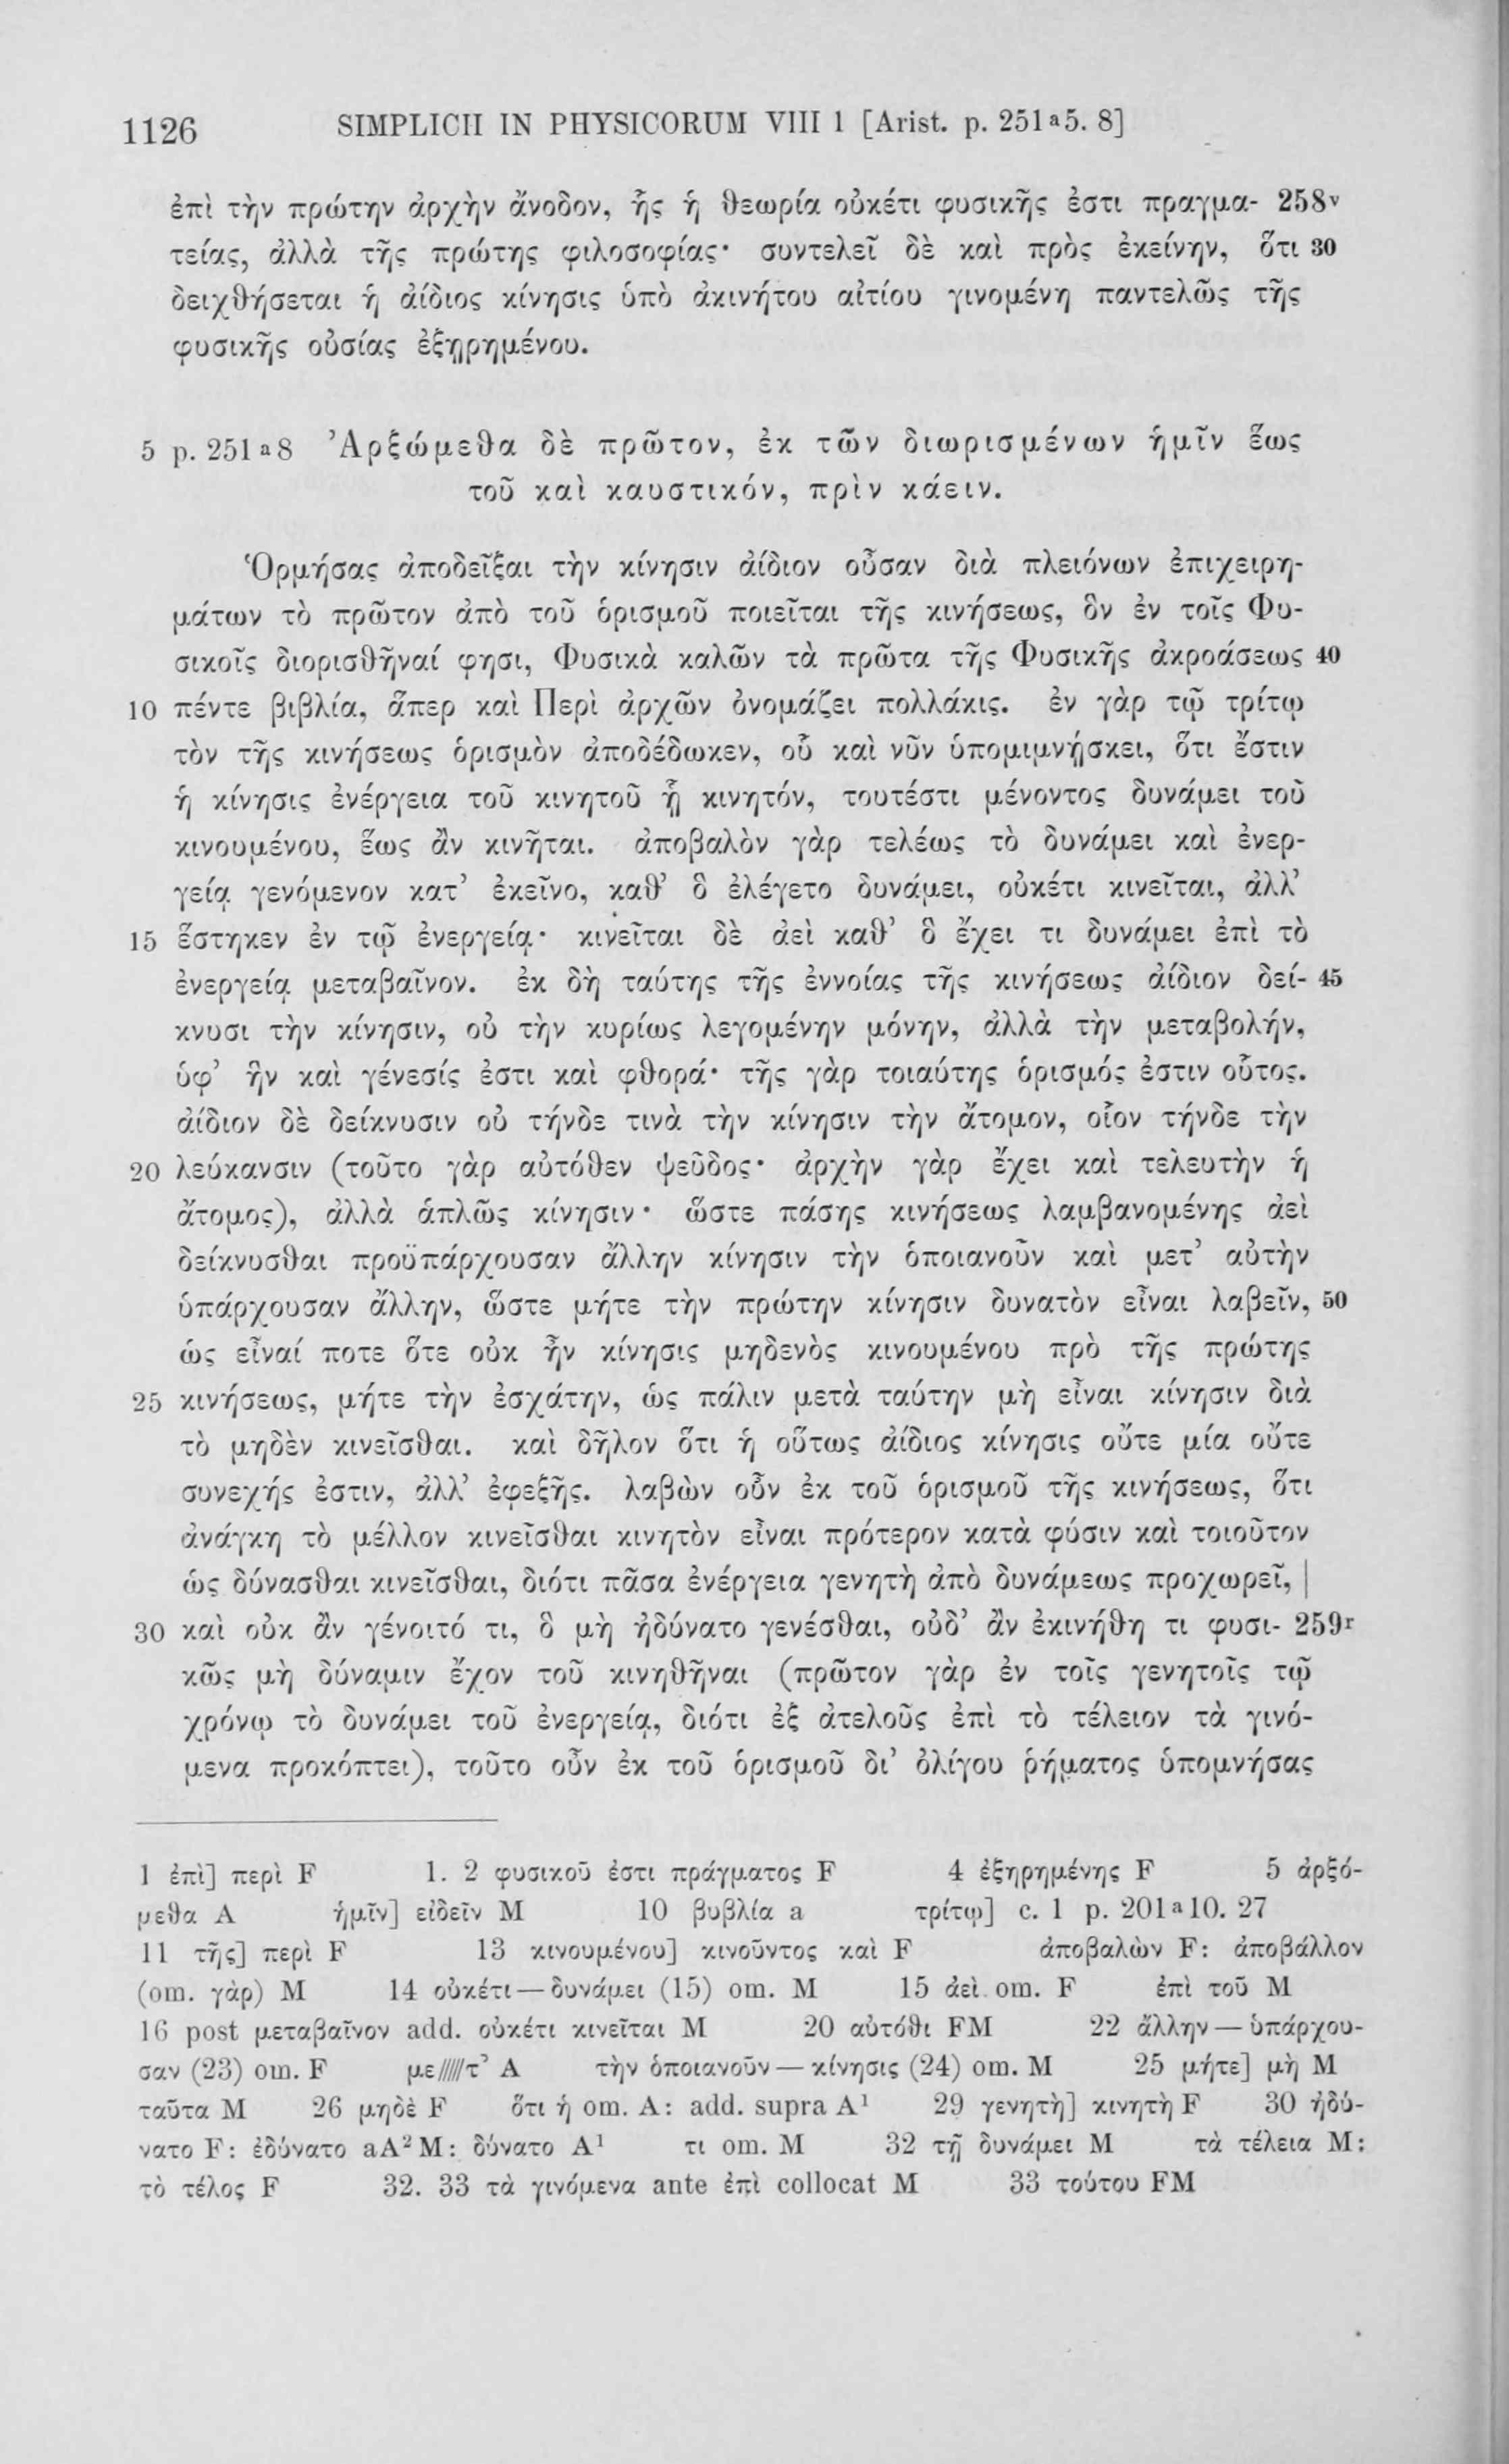 1126 SIMPLICII IN PHYSICORUM VIII 1 [Arist. p. 251ᵃ5. 8]
ἐπὶ τὴν πρώτην ἀρχὴν ἄνοδον, ἧς ἡ θεωρία οὐκέτι φυσικῆς ἐστι πραγμα- 258ᵛ
τείας, ἀλλὰ τῆς πρώτης φιλοσοφίας· συντελεῖ δὲ καὶ πρὸς ἐκείνην, ὅτι 30
δειχθήσεται ἡ ἀίδιος κίνησις ὑπὸ ἀκινήτου αἰτίου γινομένη παντελῶς τῆς
φυσικῆς οὐσίας ἐξῃρημένου.
5 p. 251ᵃ8 Ἀρξώμεθα δὲ πρῶτον, ἐκ τῶν διωρισμένων ἡμῖν ἕως
τοῦ καὶ καυστικόν, πρὶν κάειν.
Ὁρμήσας ἀποδεῖξαι τὴν κίνησιν ἀίδιον οὖσαν διὰ πλειόνων ἐπιχειρη-
μάτων τὸ πρῶτον ἀπὸ τοῦ ὁρισμοῦ ποιεῖται τῆς κινήσεως, ὃν ἐν τοῖς Φυ-
σικοῖς διορισθῆναί φησι, Φυσικὰ καλῶν τὰ πρῶτα τῆς Φυσικῆς ἀκροάσεως 40
10 πέντε βιβλία, ἅπερ καὶ Περὶ ἀρχῶν ὀνομάζει πολλάκις. ἐν γὰρ τῷ τρίτῳ
τὸν τῆς κινήσεως ὁρισμὸν ἀποδέδωκεν, οὗ καὶ νῦν ὑπομιμνῄσκει, ὅτι ἔστιν
ἡ κίνησις ἐνέργεια τοῦ κινητοῦ ᾗ κινητόν, τουτέστι μένοντος δυνάμει τοῦ
κινουμένου, ἕως ἂν κινῆται. ἀποβαλὸν γὰρ τελέως τὸ δυνάμει καὶ ἐνερ-
γείᾳ γενόμενον κατ’ ἐκεῖνο, καθ’ ὃ ἐλέγετο δυνάμει, οὐκέτι κινεῖται, ἀλλ’
15 ἕστηκεν ἐν τῷ ἐνεργείᾳ· κινεῖται δὲ ἀεὶ καθ’ ὃ ἔχει τι δυνάμει ἐπὶ τὸ
ἐνεργείᾳ μεταβαῖνον. ἐκ δὴ ταύτης τῆς ἐννοίας τῆς κινήσεως ἀίδιον δεί- 45
κνυσι τὴν κίνησιν, οὐ τὴν κυρίως λεγομένην μόνην, ἀλλὰ τὴν μεταβολήν,
ὑφ’ ἣν καὶ γένεσίς ἐστι καὶ φθορά· τῆς γὰρ τοιαύτης ὁρισμός ἐστιν οὗτος.
ἀίδιον δὲ δείκνυσιν οὐ τήνδε τινὰ τὴν κίνησιν τὴν ἄτομον, οἷον τήνδε τὴν
20 λεύκανσιν (τοῦτο γὰρ αὐτόθεν ψεῦδος· ἀρχὴν γὰρ ἔχει καὶ τελευτὴν ἡ
ἄτομος), ἀλλὰ ἁπλῶς κίνησιν· ὥστε πάσης κινήσεως λαμβανομένης ἀεὶ
δείκνυσθαι προϋπάρχουσαν ἄλλην κίνησιν τὴν ὁποιανοῦν καὶ μετ’ αὐτὴν
ὑπάρχουσαν ἄλλην, ὥστε μήτε τὴν πρώτην κίνησιν δυνατὸν εἶναι λαβεῖν, 50
ὡς εἶναί ποτε ὅτε οὐκ ἦν κίνησις μηδενὸς κινουμένου πρὸ τῆς πρώτης
25 κινήσεως, μήτε τὴν ἐσχάτην, ὡς πάλιν μετὰ ταύτην μὴ εἶναι κίνησιν διὰ
τὸ μηδὲν κινεῖσθαι. καὶ δῆλον ὅτι ἡ οὕτως ἀίδιος κίνησις οὔτε μία οὔτε
συνεχής ἐστιν, ἀλλ’ ἐφεξῆς. λαβὼν οὖν ἐκ τοῦ ὁρισμοῦ τῆς κινήσεως, ὅτι
ἀνάγκη τὸ μέλλον κινεῖσθαι κινητὸν εἶναι πρότερον κατὰ φύσιν καὶ τοιοῦτον
ὡς δύνασθαι κινεῖσθαι, διότι πᾶσα ἐνέργεια γενητὴ ἀπὸ δυνάμεως προχωρεῖ, |
30 καὶ οὐκ ἂν γένοιτό τι, ὃ μὴ ἠδύνατο γενέσθαι, οὐδ’ ἂν ἐκινήθη τι φυσι- 259ʳ
κῶς μὴ δύναμιν ἔχον τοῦ κινηθῆναι (πρῶτον γὰρ ἐν τοῖς γενητοῖς τῷ
χρόνῳ τὸ δυνάμει τοῦ ἐνεργείᾳ, διότι ἐξ ἀτελοῦς ἐπὶ τὸ τέλειον τὰ γινό-
μενα προκόπτει), τοῦτο οὖν ἐκ τοῦ ὁρισμοῦ δι’ ὀλίγου ῥήματος ὑπομνήσας
1 ἐπὶ] περὶ F 1. 2 φυσικοῦ ἐστι πράγματος F 4 ἐξηρημένης F 5 ἀρξό-
μεθα A ἡμῖν] εἰδεῖν M 10 βυβλία a τρίτῳ] c. 1 p. 201ᵃ10. 27
11 τῆς] περὶ F 13 κινουμένου] κινοῦντος καὶ F ἀποβαλὼν F: ἀποβάλλον
(om. γὰρ) M 14 οὐκέτι — δυνάμει (15) om. M 15 ἀεὶ om. F ἐπὶ τοῦ M
16 post μεταβαῖνον add. οὐκέτι κινεῖται M 20 αὐτόθι FM 22 ἄλλην — ὑπάρχου-
σαν (23) om. F με/////τ’ A τὴν ὁποιανοῦν — κίνησις (24) om. M 25 μήτε] μὴ M
ταῦτα M 26 μηδὲ F ὅτι ἡ om. A: add. supra A¹ 29 γενητὴ] κινητὴ F 30 ἠδύ-
νατο F: ἐδύνατο aA²M: δύνατο A¹ τι om. M 32 τῇ δυνάμει M τὰ τέλεια M:
τὸ τέλος F 32. 33 τὰ γινόμενα ante ἐπὶ collocat M 33 τούτου FM